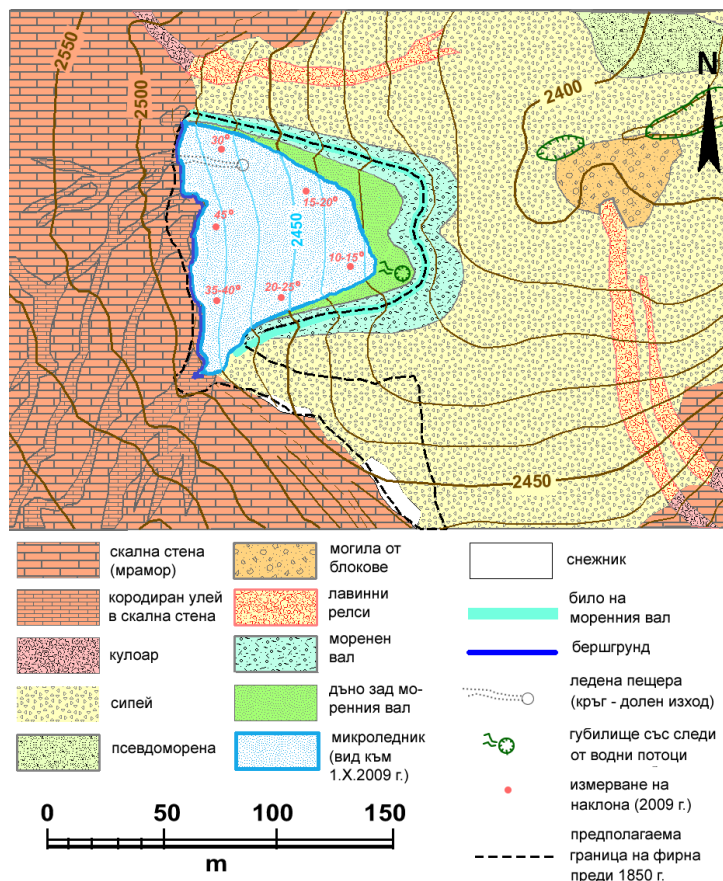 2550
2500
2400
N
30°
15-20°
45°
2450
10-15°
35-40°
20-25°
2450
скална стена
(мрамор)
кородиран улей
в скална стена
кулоар
сипей
псевдоморена
могила от
блокове
лавинни
релси
моренен
вал
дъно зад мо-
ренния вал
микроледник
(вид към
1.X.2009 г.)
снежник
било на
моренния вал
бершгрунд
ледена пещера
(кръг - долен изход)
губилище със следи
от водни потоци
измерване на
наклона (2009 г.)
предполагаема
граница на фирна
преди 1850 г.
0 50 100 150
m